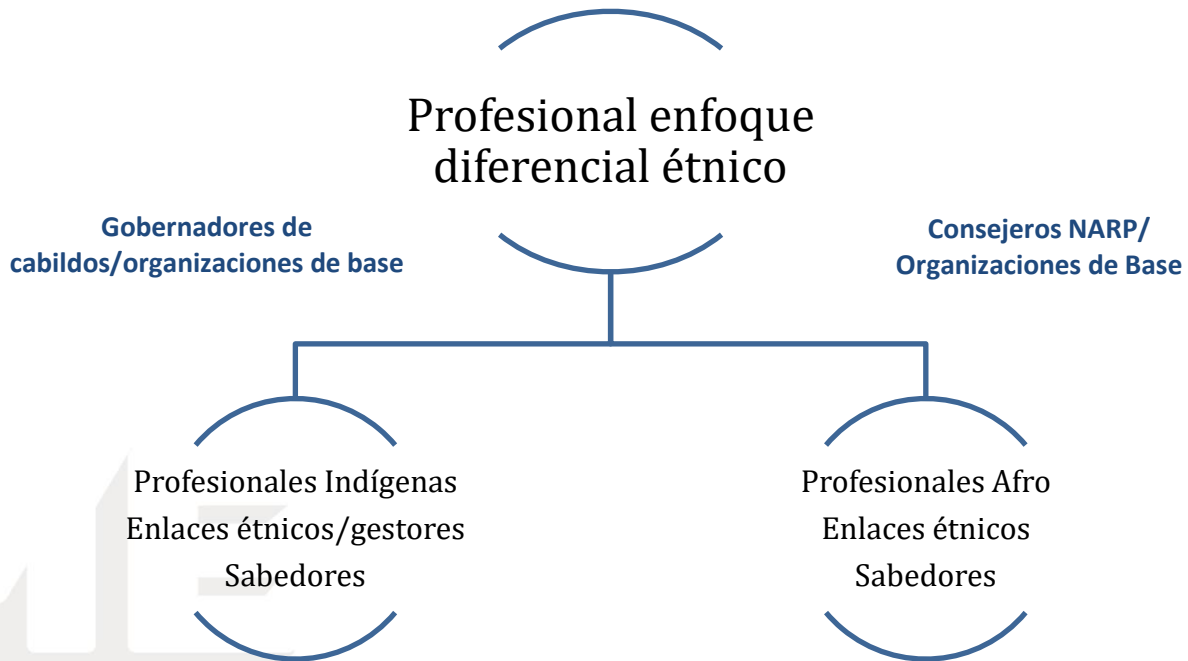 Profesional enfoque
diferencial étnico
Gobernadores de
cabildos/organizaciones de base
Consejeros NARP/
Organizaciones de Base
Profesionales Indígenas
Enlaces étnicos/gestores
Sabedores
Profesionales Afro
Enlaces étnicos
Sabedores